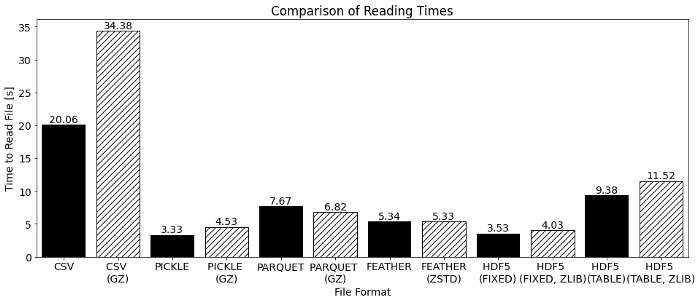 Comparison of Reading Times
Time to Read File [s]
35
30
25
20
15
10
5
0
20.06
34.38
3.33
4.53
7.67
6.82
5.34
5.33
3.53
4.03
9.38
11.52
CSV
CSV
(GZ)
PICKLE
PICKLE
(GZ)
PARQUET
PARQUET
(GZ)
FEATHER
FEATHER
(ZSTD)
HDF5
(FIXED)
HDF5
(FIXED, ZLIB)
HDF5
(TABLE)
HDF5
(TABLE, ZLIB)
File Format